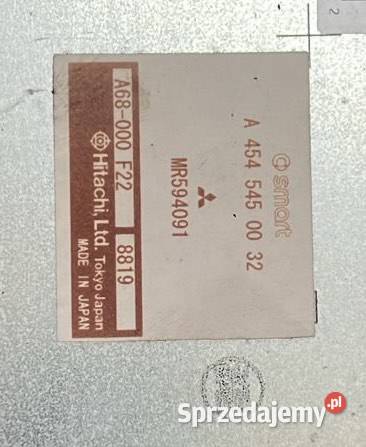 smart
A 454 545 00 32
MR594091
A68-000 F22 8819
Hitachi, Ltd. Tokyo Japan
MADE IN JAPAN
2
Sprzedajemy.pl